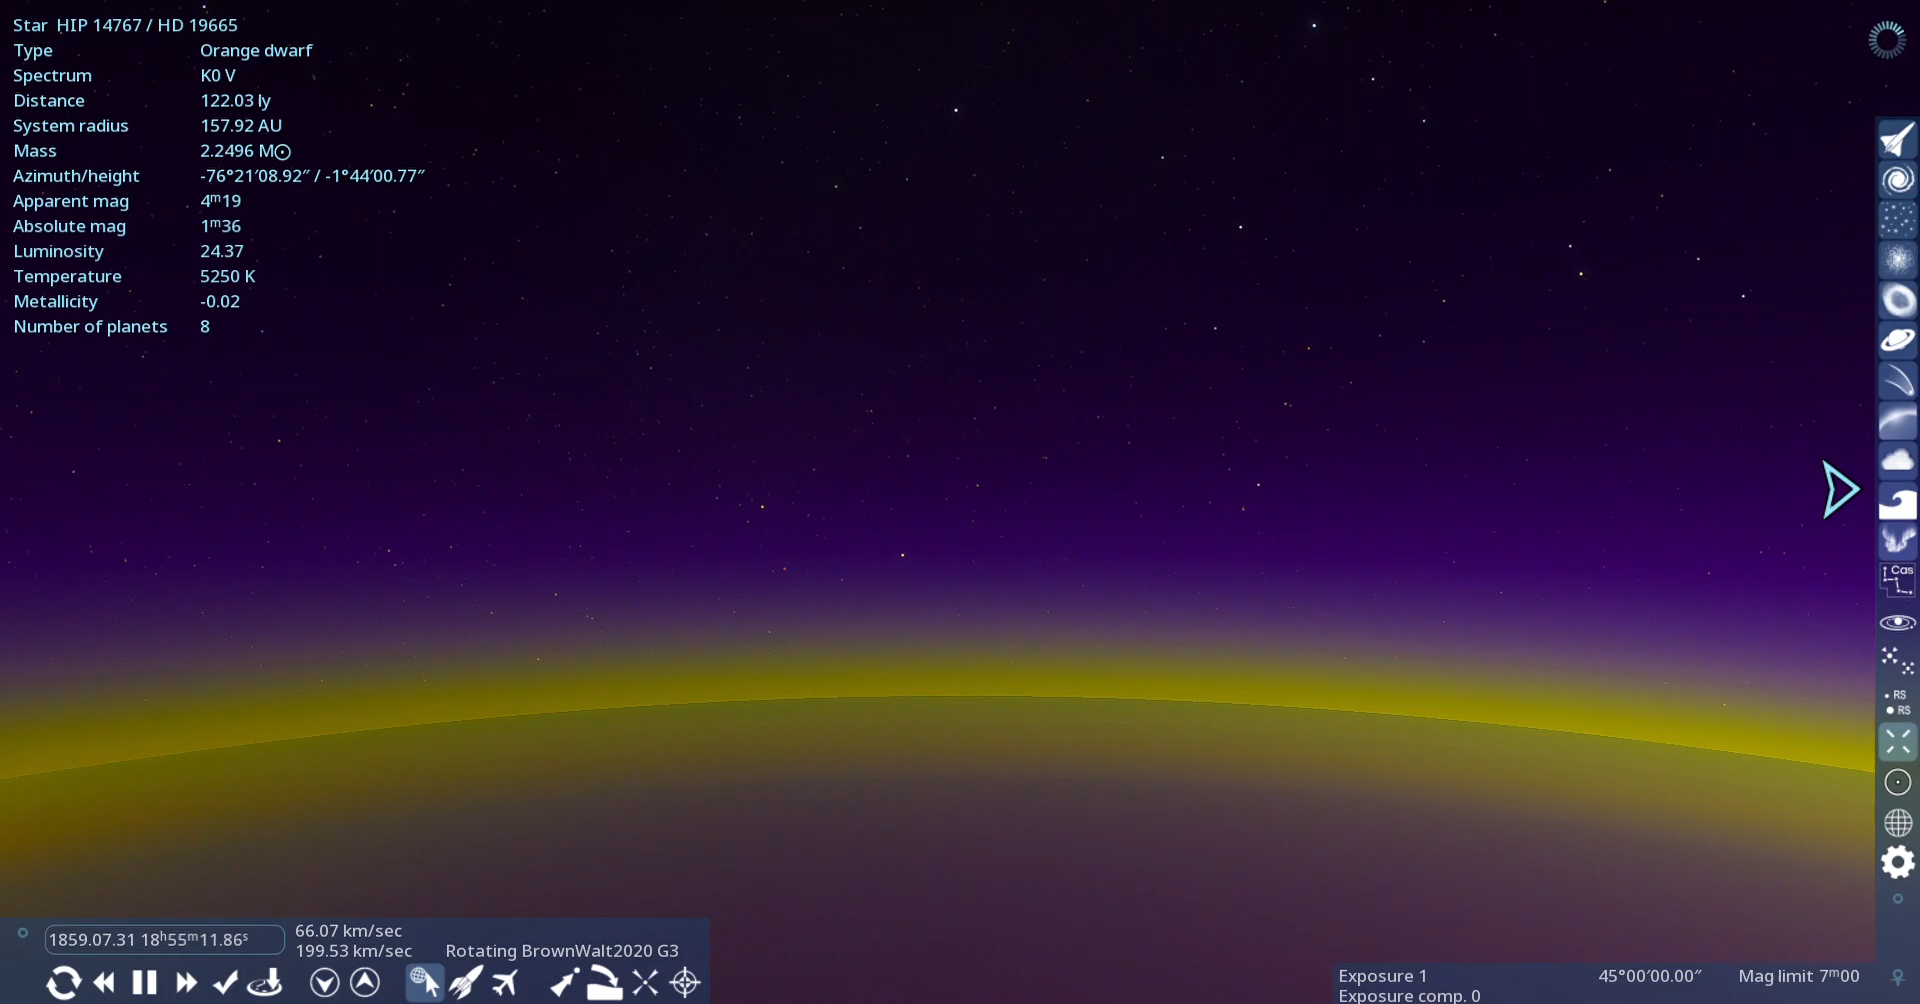 Star HIP 14767 / HD 19665
Type Orange dwarf
Spectrum K0 V
Distance 122.03 ly
System radius 157.92 AU
Mass 2.2496 M☉
Azimuth/height -76°21′08.92″ / -1°44′00.77″
Apparent mag 4ᵐ19
Absolute mag 1ᵐ36
Luminosity 24.37
Temperature 5250 K
Metallicity -0.02
Number of planets 8
Cas
RS
RS
1859.07.31 18ʰ55ᵐ11.86ˢ
66.07 km/sec
199.53 km/sec Rotating BrownWalt2020 G3
Exposure 1 45°00′00.00″ Mag limit 7ᵐ00
Exposure comp. 0